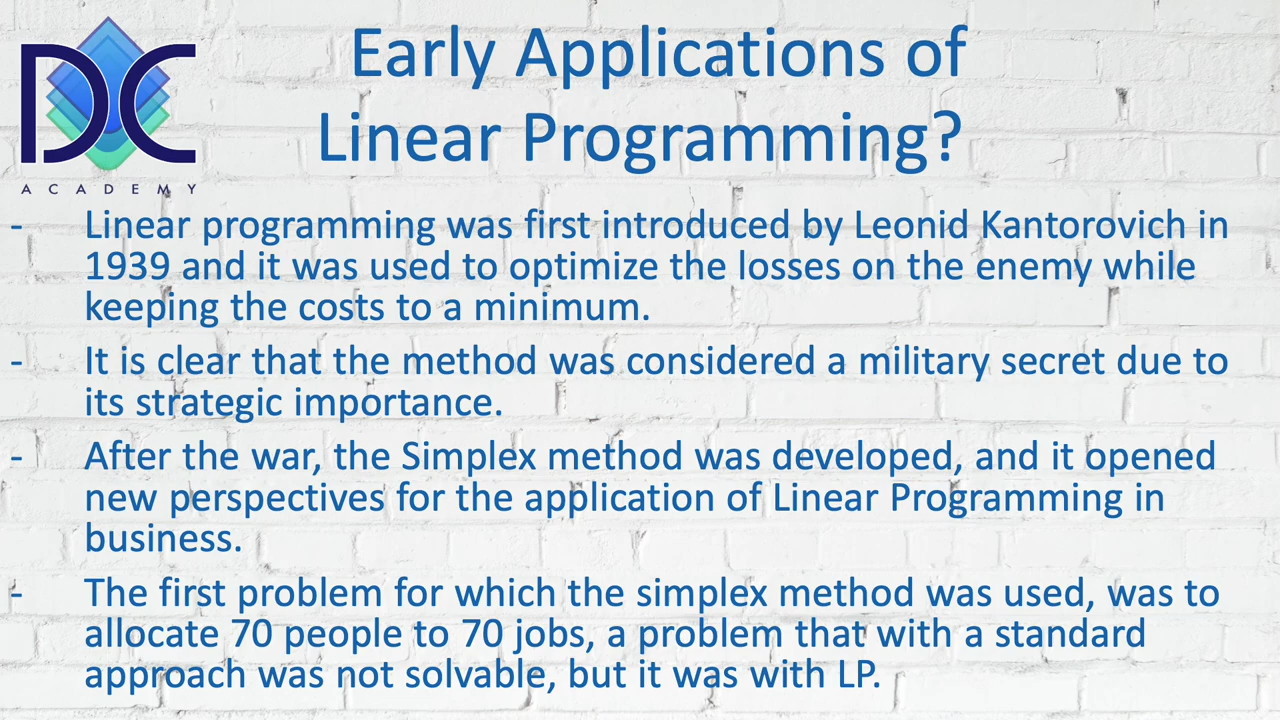 DC
ACADEMY
Early Applications of
Linear Programming?
- Linear programming was first introduced by Leonid Kantorovich in
1939 and it was used to optimize the losses on the enemy while
keeping the costs to a minimum.
- It is clear that the method was considered a military secret due to
its strategic importance.
- After the war, the Simplex method was developed, and it opened
new perspectives for the application of Linear Programming in
business.
- The first problem for which the simplex method was used, was to
allocate 70 people to 70 jobs, a problem that with a standard
approach was not solvable, but it was with LP.